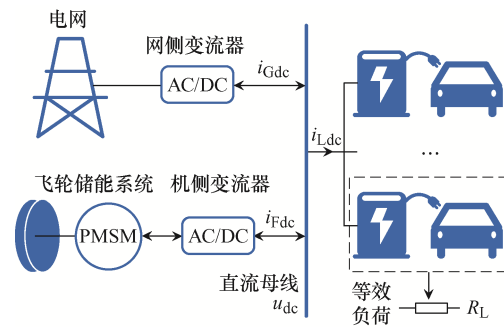 电网
网侧变流器
AC/DC
iGdc
iLdc
...
飞轮储能系统
机侧变流器
PMSM
AC/DC
iFdc
直流母线
udc
等效
负荷
RL